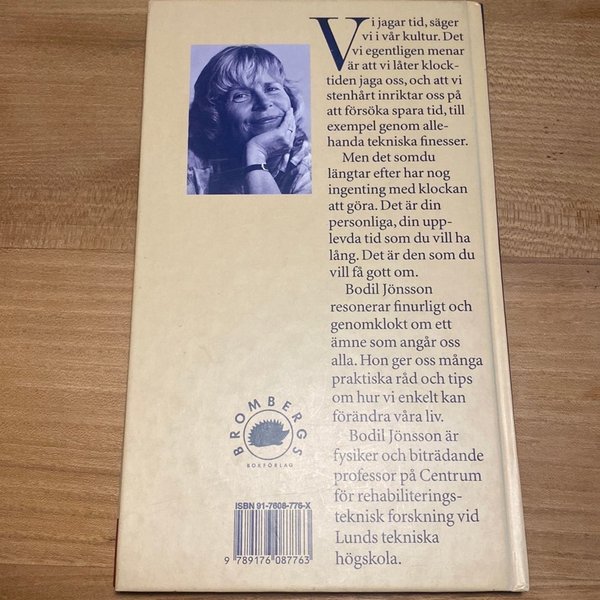 Vi jagar tid, säger
vi i vår kultur. Det
vi egentligen menar
är att vi låter klock-
tiden jaga oss, och att vi
stenhårt inriktar oss på
att försöka spara tid, till
exempel genom alle-
handa tekniska finesser.
Men det somdu
längtar efter har nog
ingenting med klockan
att göra. Det är din
personliga, din upp-
levda tid som du vill ha
lång. Det är den som du
vill få gott om.
Bodil Jönsson
resonerar finurligt och
genomklokt om ett
ämne som angår oss
alla. Hon ger oss många
praktiska råd och tips
om hur vi enkelt kan
förändra våra liv.
Bodil Jönsson är
fysiker och biträdande
professor på Centrum
för rehabiliterings-
teknisk forskning vid
Lunds tekniska
högskola.
BROMBERGS
BOKFÖRLAG
ISBN 91-7608-776-X
9 789176 087763